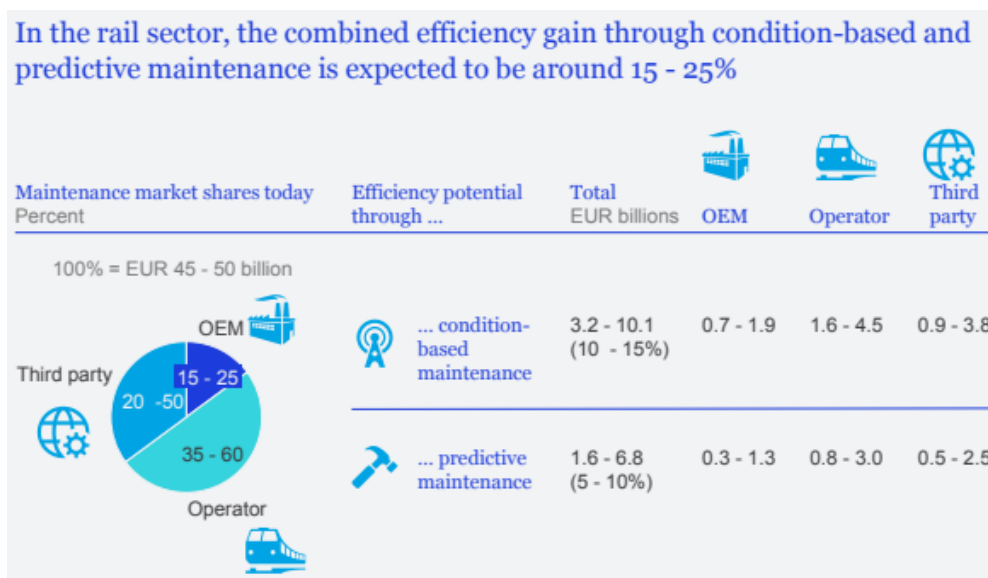 In the rail sector, the combined efficiency gain through condition-based and
predictive maintenance is expected to be around 15 - 25%
Maintenance market shares today
Percent
Efficiency potential
through ...
Total
EUR billions
OEM
Operator
Third
party
100% = EUR 45 - 50 billion
OEM
Third party
15 - 25
20 -50
35 - 60
Operator
... condition-
based
maintenance
3.2 - 10.1
(10 - 15%)
0.7 - 1.9
1.6 - 4.5
0.9 - 3.8
... predictive
maintenance
1.6 - 6.8
(5 - 10%)
0.3 - 1.3
0.8 - 3.0
0.5 - 2.5